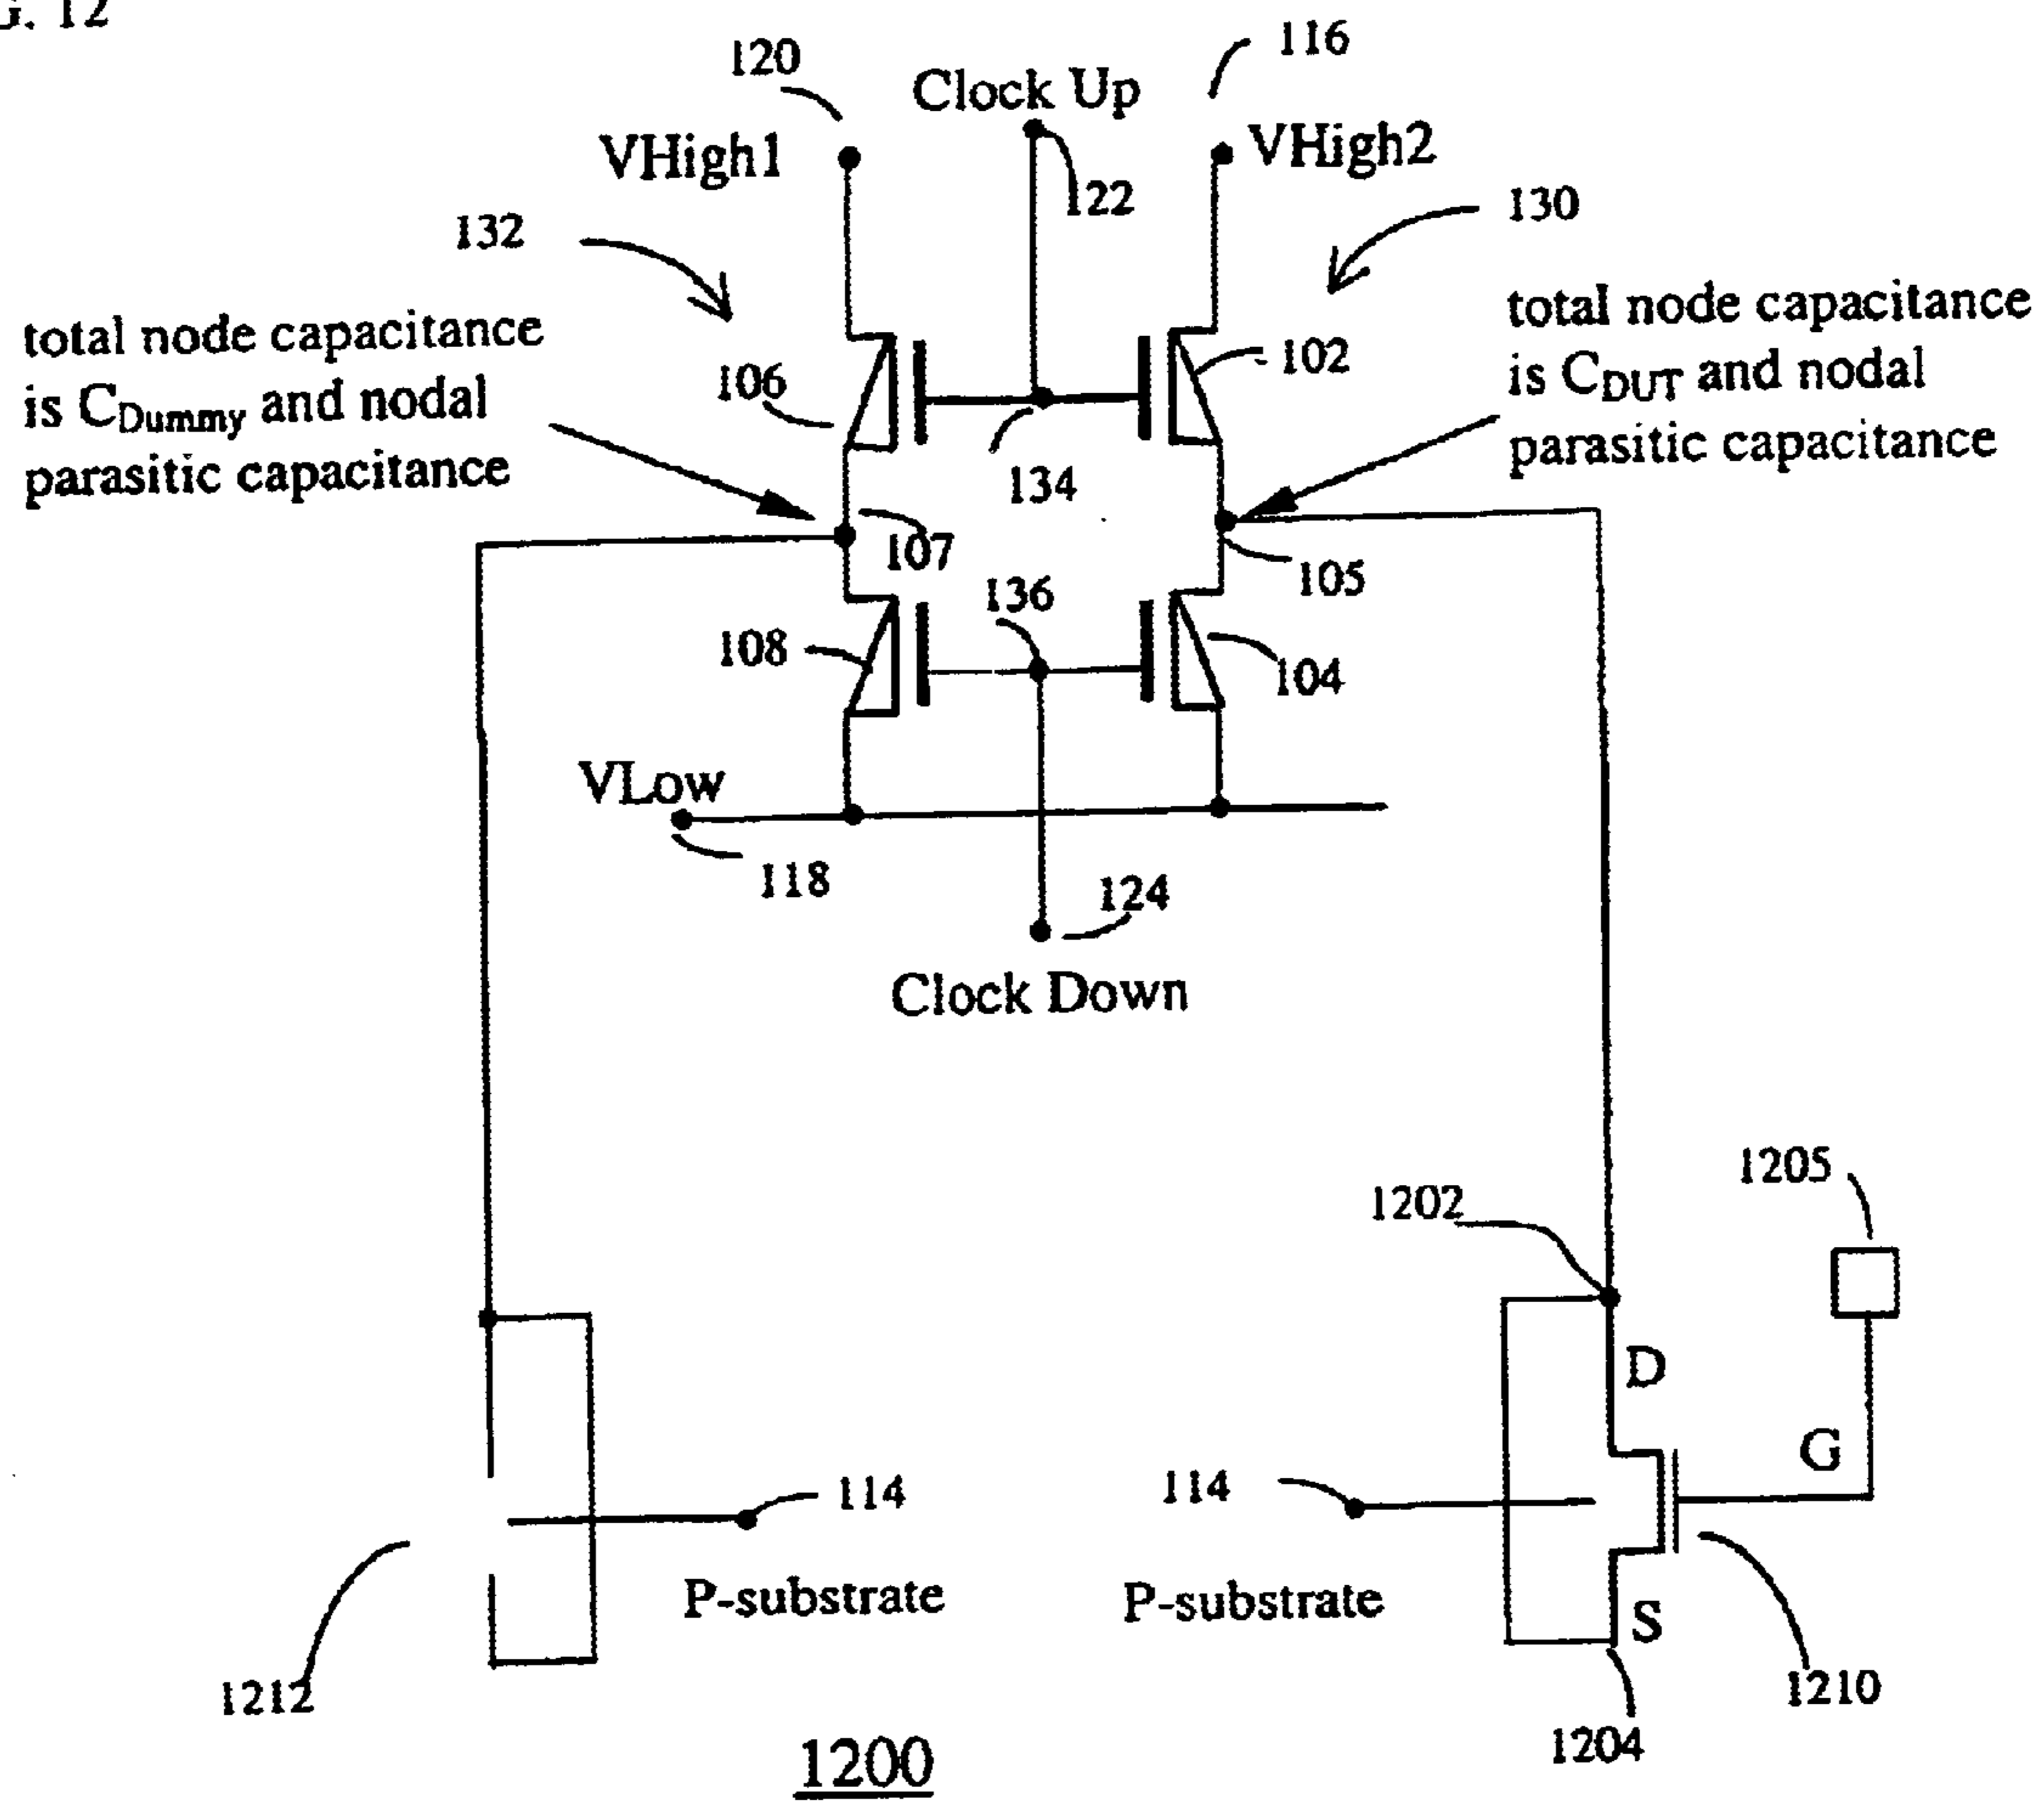 G. 12
116
120
Clock Up
VHigh1
VHigh2
122
132
130
total node capacitance
is CDummy and nodal
parasitic capacitance
total node capacitance
is CDUT and nodal
parasitic capacitance
106
102
134
107
105
136
108
104
VLow
118
124
Clock Down
1205
1202
D
G
114
114
P-substrate
P-substrate
S
1212
1210
1204
1200